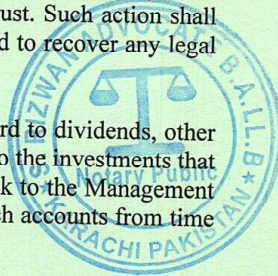 ust. Such action shall
d to recover any legal
rd to dividends, other
o the investments that
k to the Management
ch accounts from time
S. RIZWAN ADVOCATE B.A.LL.B
Notary Public
KARACHI PAKISTAN